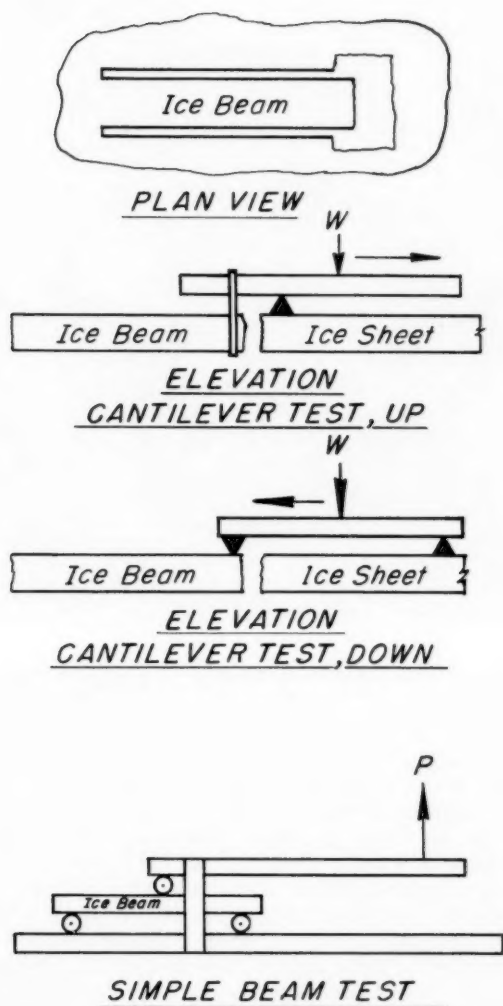 Ice Beam
PLAN VIEW
W
Ice Beam
Ice Sheet
ELEVATION
CANTILEVER TEST, UP
W
Ice Beam
Ice Sheet
ELEVATION
CANTILEVER TEST, DOWN
P
Ice Beam
SIMPLE BEAM TEST